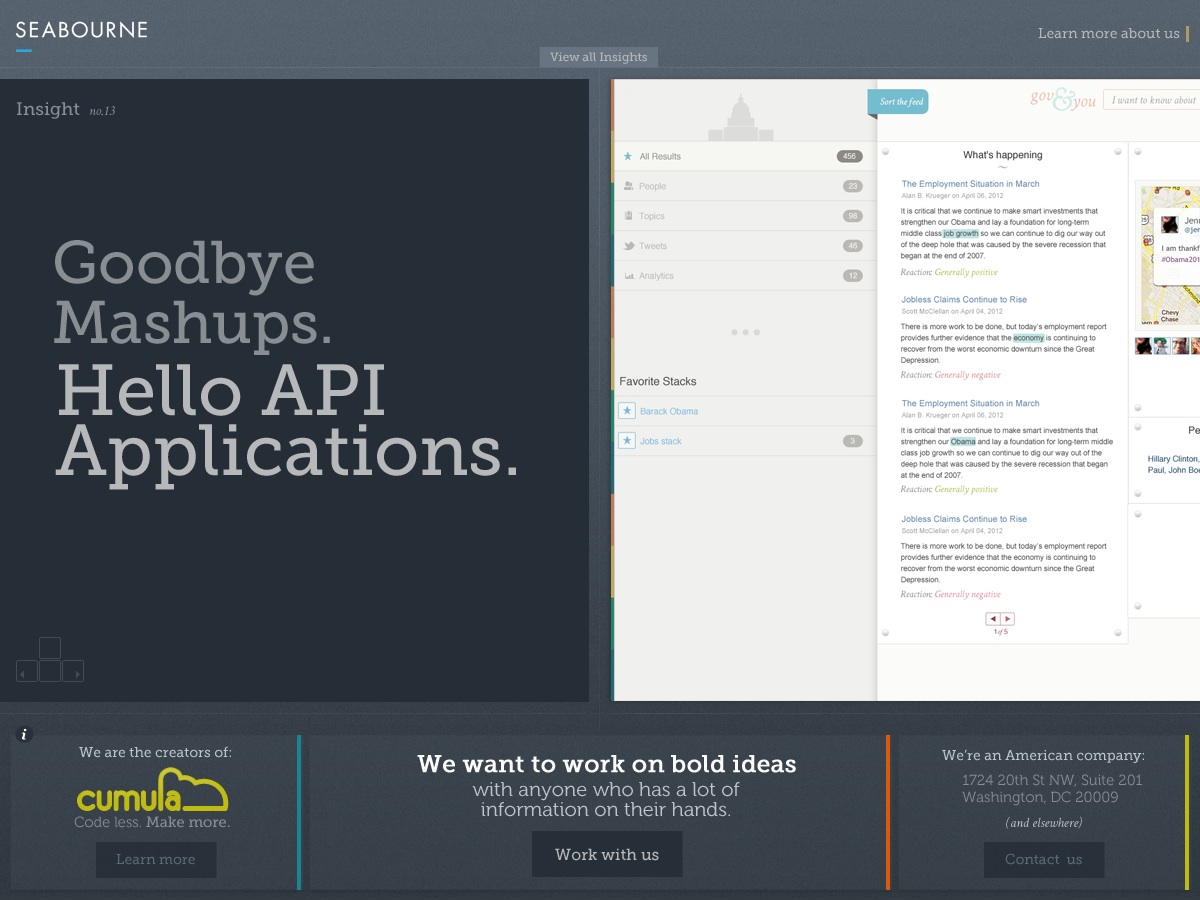 SEABOURNE
Learn more about us
View all Insights
Insight no.13
Goodbye
Mashups.
Hello API
Applications.
All Results 456
People 23
Topics 98
Tweets 46
Analytics 12
Favorite Stacks
Barack Obama
Jobs stack 3
Sort the feed
gov&you
I want to know about
What's happening
The Employment Situation in March
Alan B. Krueger on April 06, 2012
It is critical that we continue to make smart investments that
strengthen our Obama and lay a foundation for long-term
middle class job growth so we can continue to dig our way out
of the deep hole that was caused by the severe recession that
began at the end of 2007.
Reaction: Generally positive
Jobless Claims Continue to Rise
Scott McClellan on April 04, 2012
There is more work to be done, but today's employment report
provides further evidence that the economy is continuing to
recover from the worst economic downturn since the Great
Depression.
Reaction: Generally negative
The Employment Situation in March
Alan B. Krueger on April 06, 2012
It is critical that we continue to make smart investments that
strengthen our Obama and lay a foundation for long-term middle
class job growth so we can continue to dig our way out of the
deep hole that was caused by the severe recession that began
at the end of 2007.
Reaction: Generally positive
Jobless Claims Continue to Rise
Scott McClellan on April 04, 2012
There is more work to be done, but today's employment report
provides further evidence that the economy is continuing to
recover from the worst economic downturn since the Great
Depression.
Reaction: Generally negative
1 of 5
Jenn
@jer
I am thankf
#Obama201
Chevy
Chase
Pe
Hillary Clinton,
Paul, John Boe
i
We are the creators of:
cumula
Code less. Make more.
Learn more
We want to work on bold ideas
with anyone who has a lot of
information on their hands.
Work with us
We're an American company:
1724 20th St NW, Suite 201
Washington, DC 20009
(and elsewhere)
Contact us